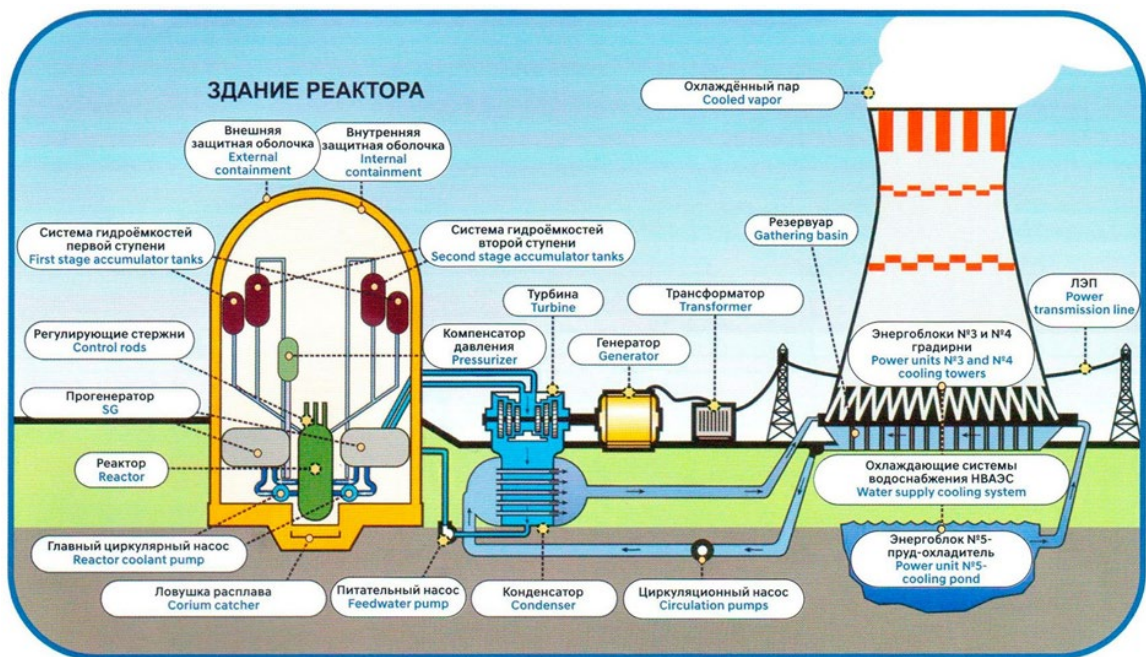 ЗДАНИЕ РЕАКТОРА
Внешняя
защитная оболочка
External
containment
Внутренняя
защитная оболочка
Internal
containment
Охлаждённый пар
Cooled vapor
Система гидроёмкостей
первой ступени
First stage accumulator tanks
Система гидроёмкостей
второй ступени
Second stage accumulator tanks
Резервуар
Gathering basin
ЛЭП
Power
transmission line
Турбина
Turbine
Трансформатор
Transformer
Регулирующие стержни
Control rods
Компенсатор
давления
Pressurizer
Генератор
Generator
Энергоблоки №3 и №4
градирни
Power units №3 and №4
cooling towers
Прогенератор
SG
Реактор
Reactor
Охлаждающие системы
водоснабжения НВАЭС
Water supply cooling system
Главный циркулярный насос
Reactor coolant pump
Энергоблок №5-
пруд-охладитель
Power unit №5-
cooling pond
Ловушка расплава
Corium catcher
Питательный насос
Feedwater pump
Конденсатор
Condenser
Циркуляционный насос
Circulation pumps